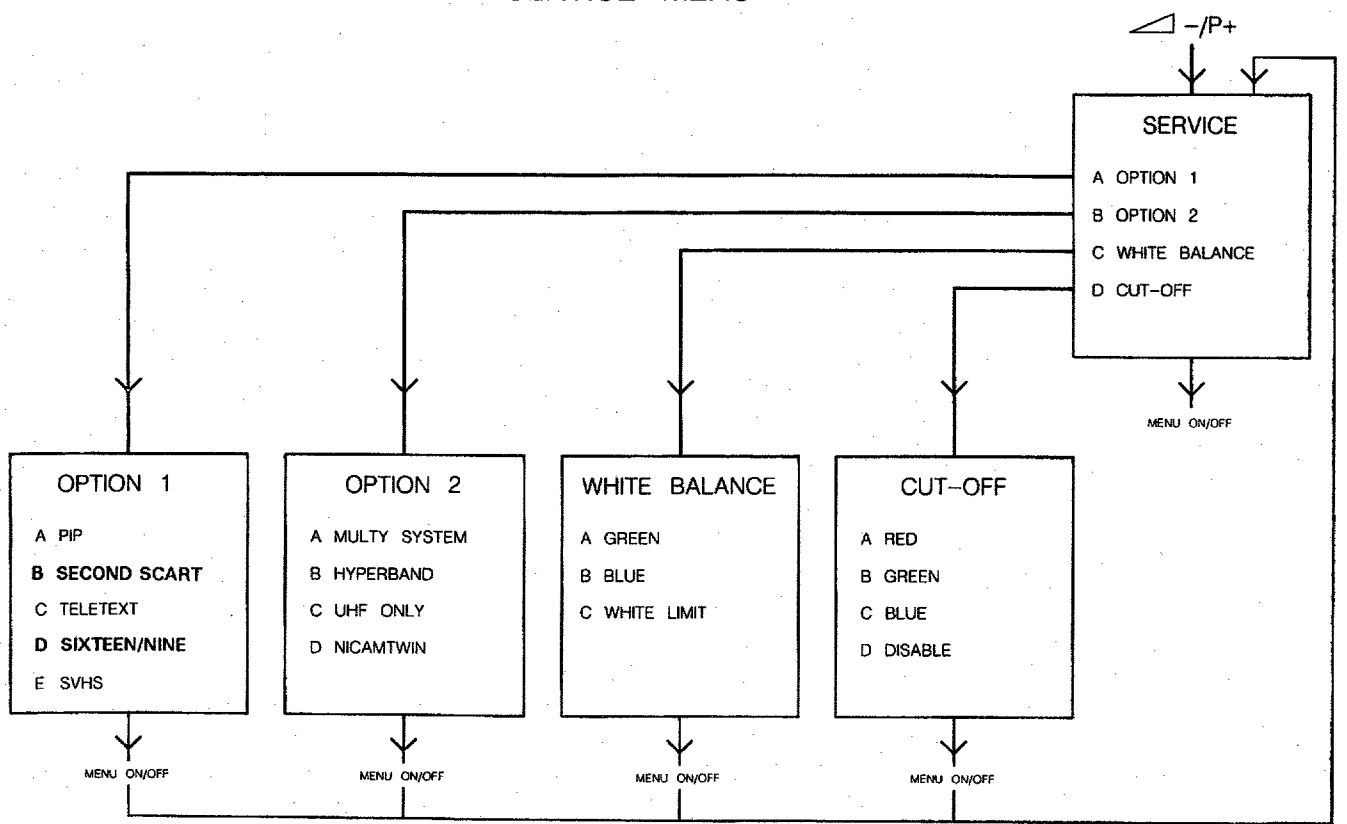 -/P+
SERVICE
A OPTION 1
B OPTION 2
C WHITE BALANCE
D CUT-OFF
MENU ON/OFF
OPTION 1
A PIP
B SECOND SCART
C TELETEXT
D SIXTEEN/NINE
E SVHS
MENU ON/OFF
OPTION 2
A MULTY SYSTEM
B HYPERBAND
C UHF ONLY
D NICAMTWIN
MENU ON/OFF
WHITE BALANCE
A GREEN
B BLUE
C WHITE LIMIT
MENU ON/OFF
CUT-OFF
A RED
B GREEN
C BLUE
D DISABLE
MENU ON/OFF